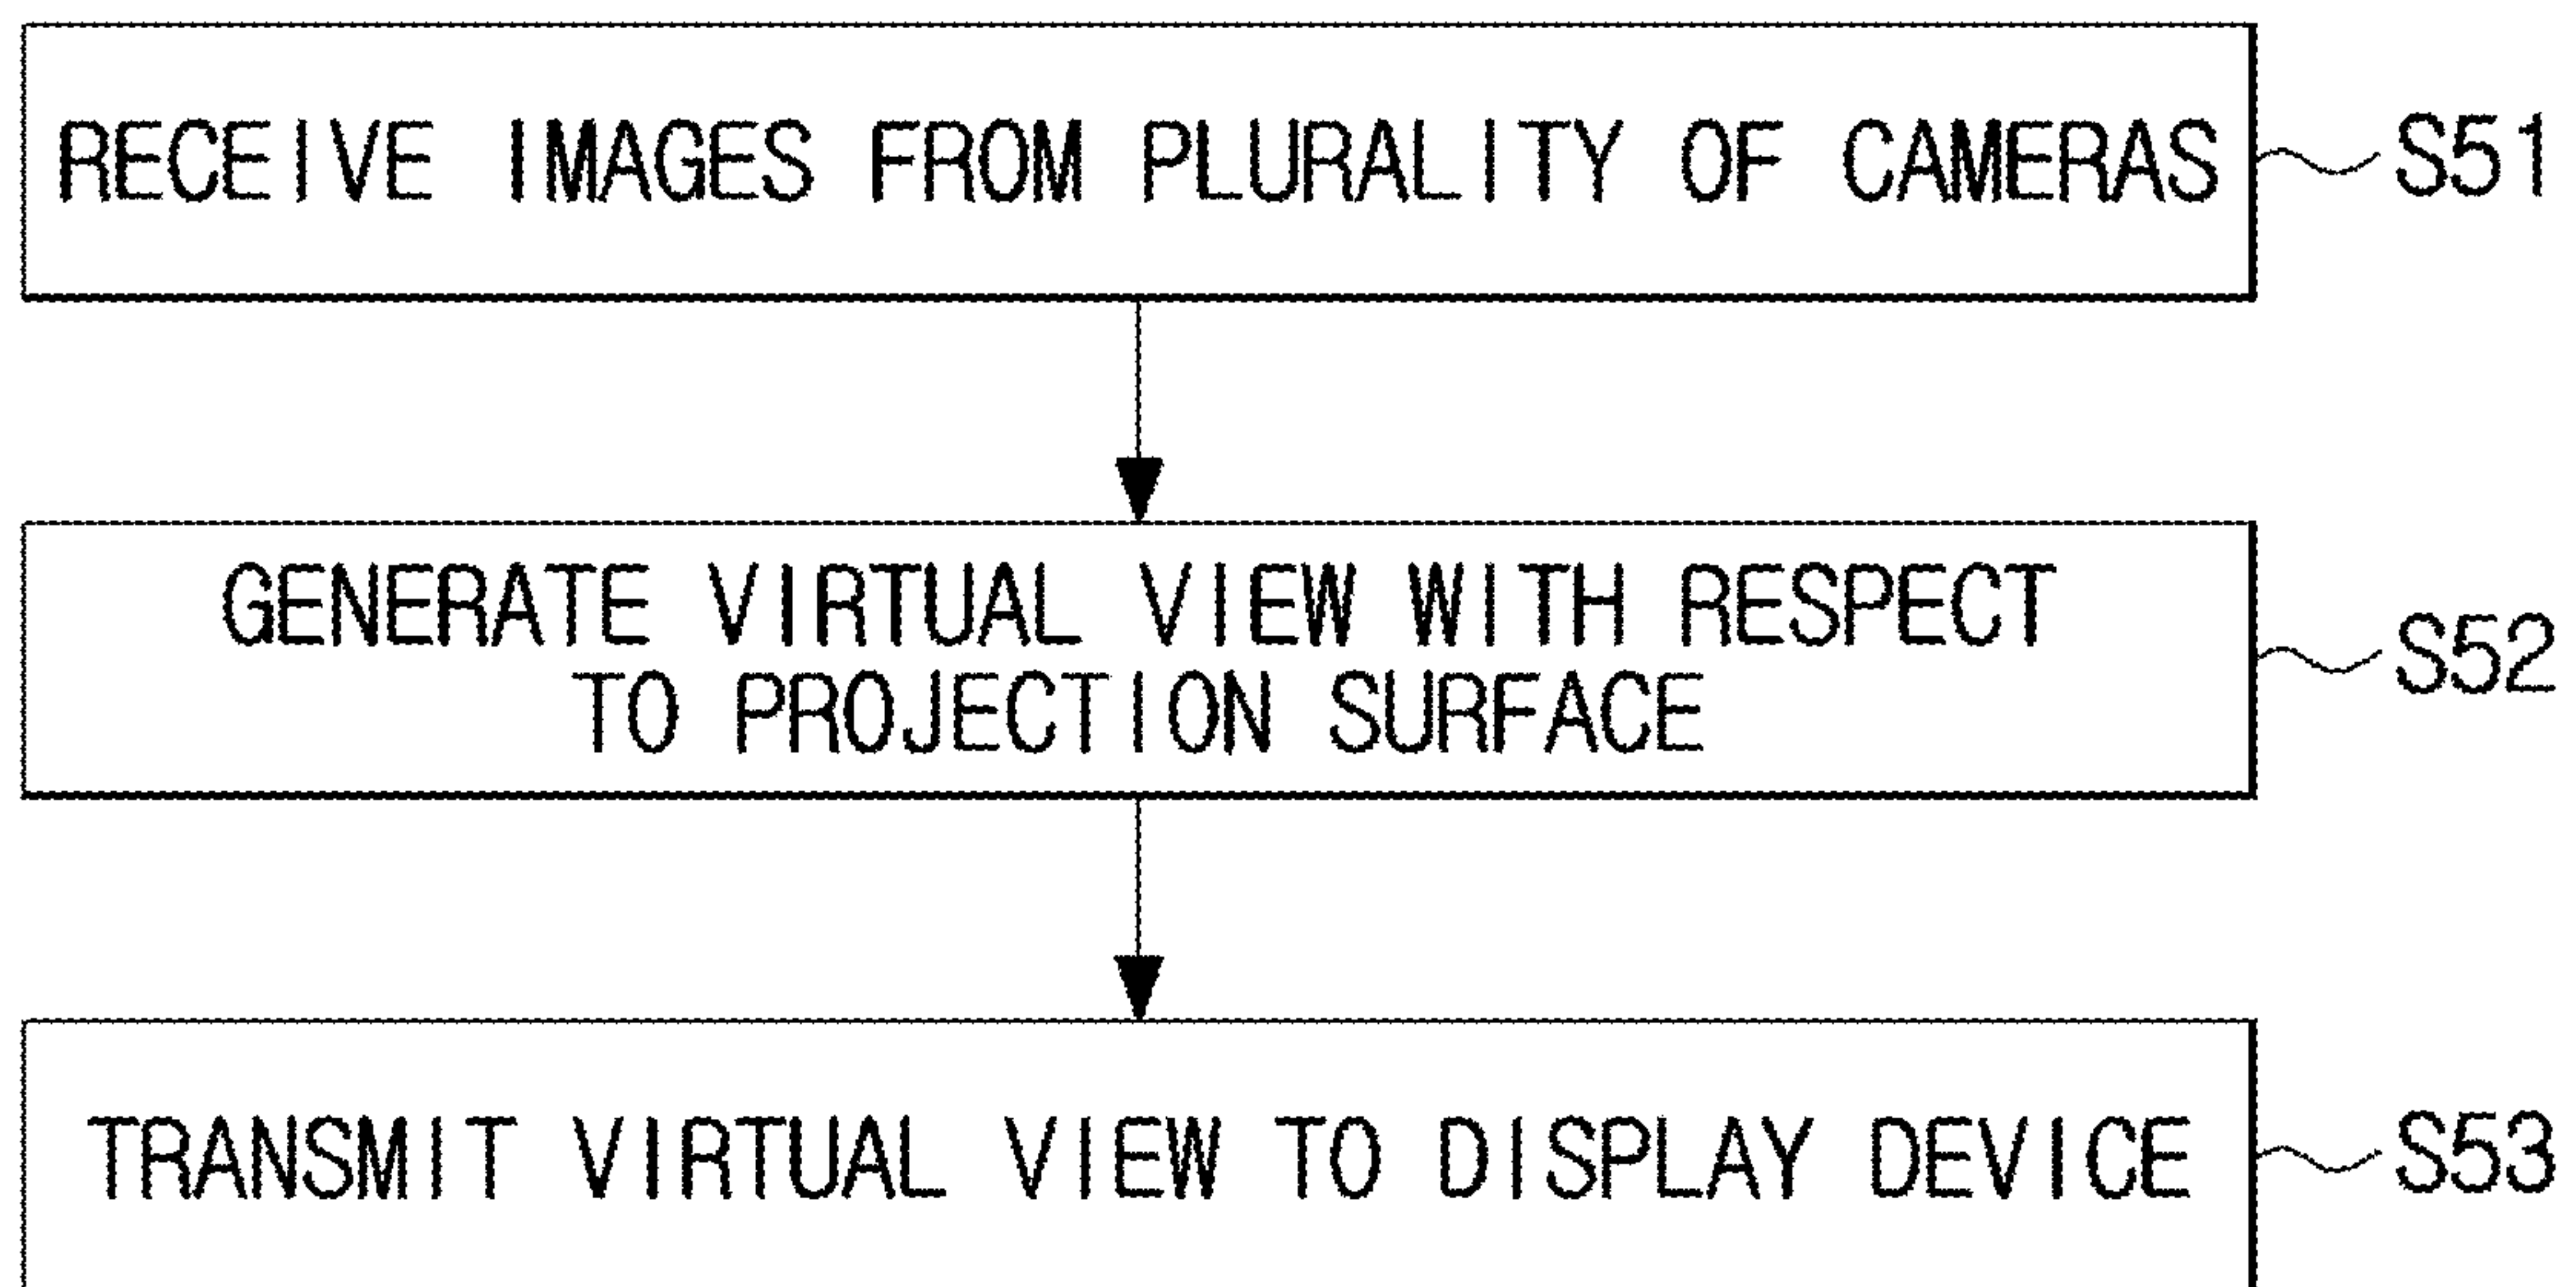 RECEIVE IMAGES FROM PLURALITY OF CAMERAS S51
GENERATE VIRTUAL VIEW WITH RESPECT
TO PROJECTION SURFACE S52
TRANSMIT VIRTUAL VIEW TO DISPLAY DEVICE S53